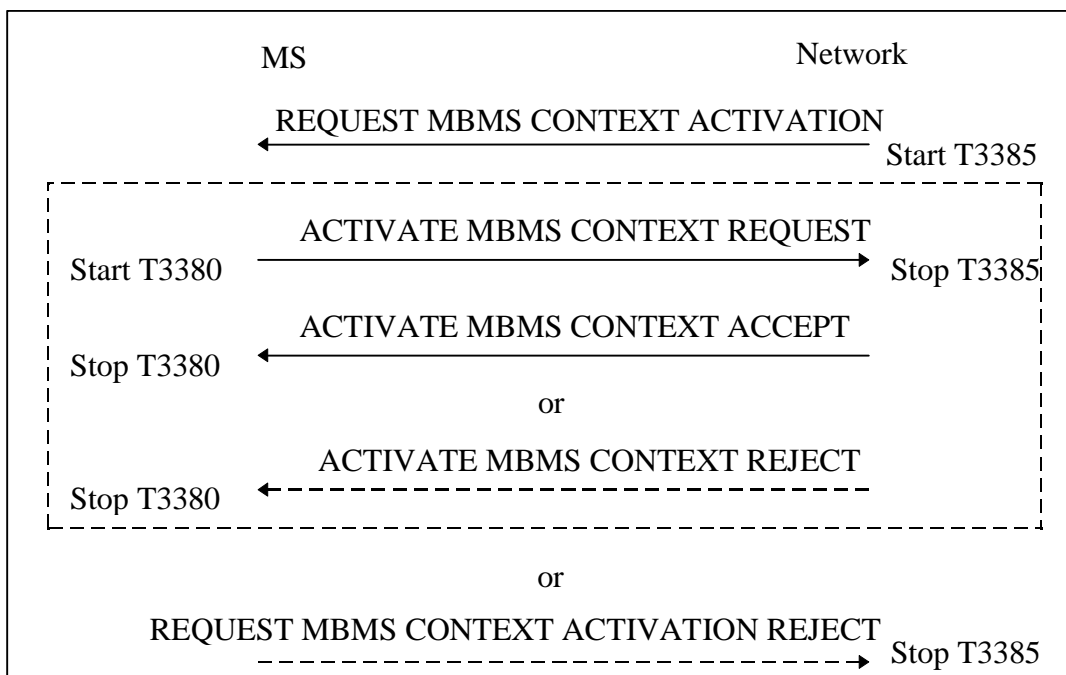 MS Network
REQUEST MBMS CONTEXT ACTIVATION
Start T3385
ACTIVATE MBMS CONTEXT REQUEST
Start T3380 Stop T3385
ACTIVATE MBMS CONTEXT ACCEPT
Stop T3380
or
ACTIVATE MBMS CONTEXT REJECT
Stop T3380
or
REQUEST MBMS CONTEXT ACTIVATION REJECT
Stop T3385